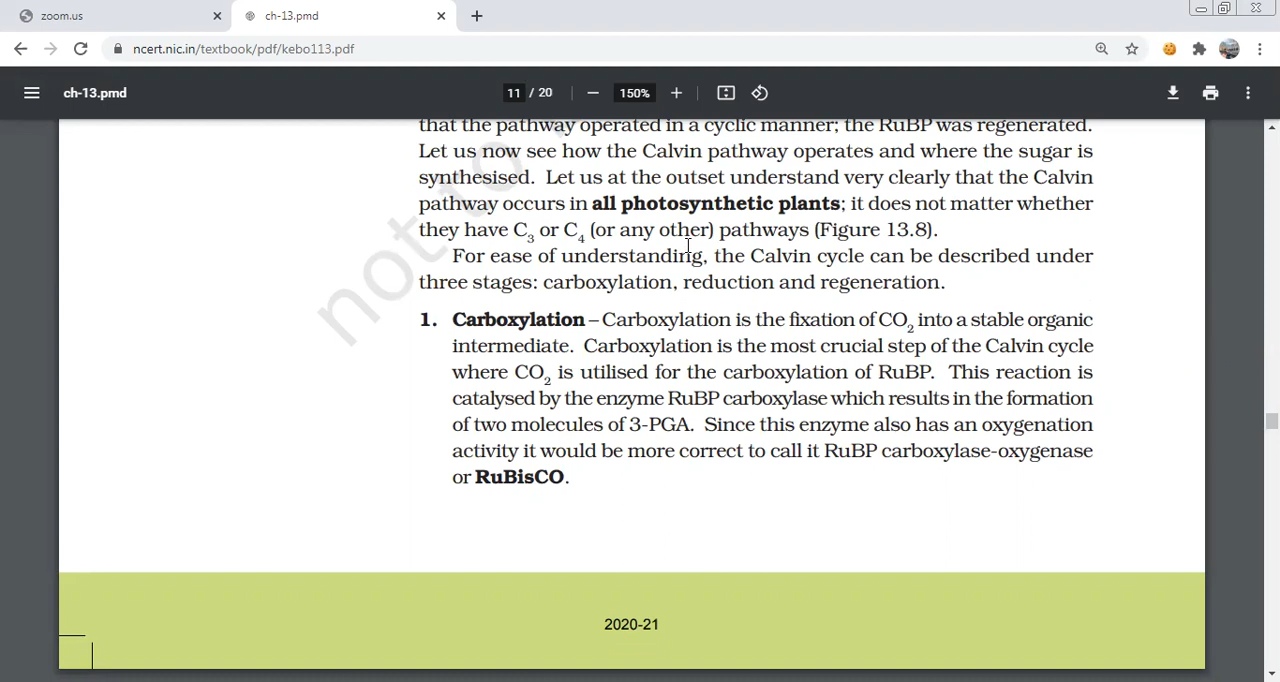 zoom.us
ch-13.pmd
ncert.nic.in/textbook/pdf/kebo113.pdf
ch-13.pmd
11 / 20
150%
that the pathway operated in a cyclic manner; the RuBP was regenerated.
Let us now see how the Calvin pathway operates and where the sugar is
synthesised. Let us at the outset understand very clearly that the Calvin
pathway occurs in all photosynthetic plants; it does not matter whether
they have C₃ or C₄ (or any other) pathways (Figure 13.8).
For ease of understanding, the Calvin cycle can be described under
three stages: carboxylation, reduction and regeneration.
1. Carboxylation – Carboxylation is the fixation of CO₂ into a stable organic
intermediate. Carboxylation is the most crucial step of the Calvin cycle
where CO₂ is utilised for the carboxylation of RuBP. This reaction is
catalysed by the enzyme RuBP carboxylase which results in the formation
of two molecules of 3-PGA. Since this enzyme also has an oxygenation
activity it would be more correct to call it RuBP carboxylase-oxygenase
or RuBisCO.
not to
2020-21